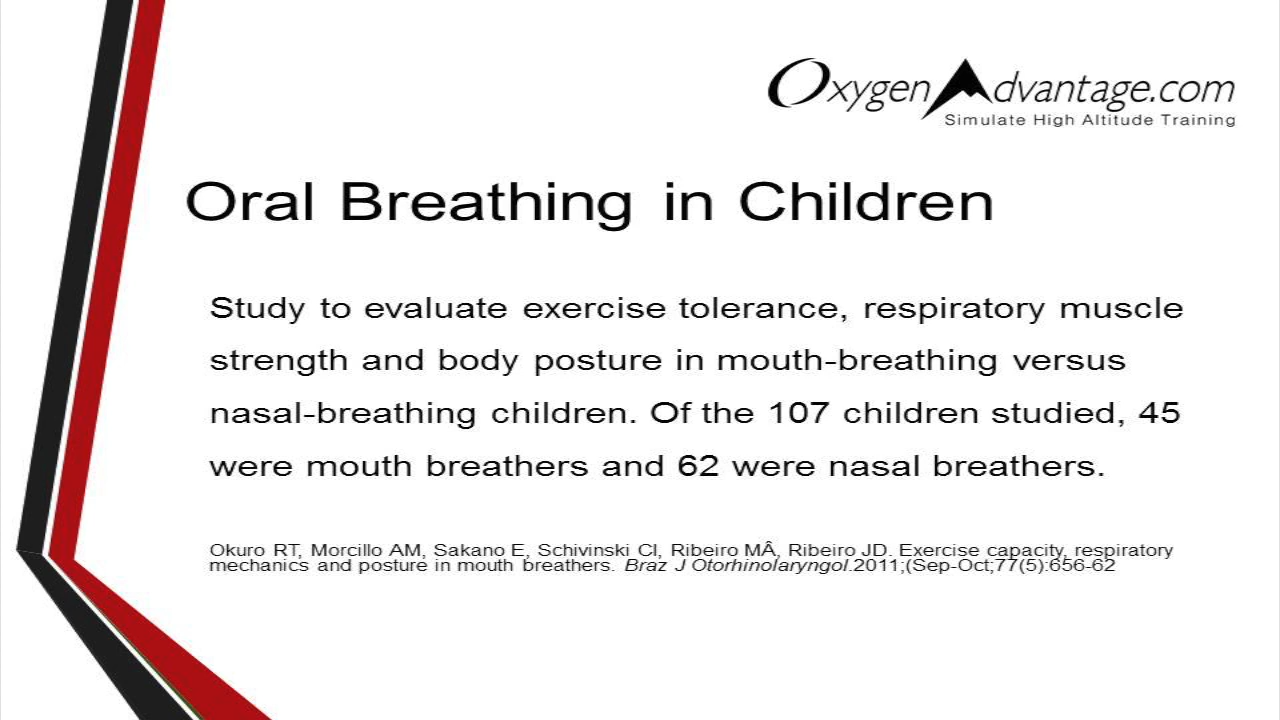 OxygenAdvantage.com
Simulate High Altitude Training
Oral Breathing in Children
Study to evaluate exercise tolerance, respiratory muscle
strength and body posture in mouth-breathing versus
nasal-breathing children. Of the 107 children studied, 45
were mouth breathers and 62 were nasal breathers.
Okuro RT, Morcillo AM, Sakano E, Schivinski CI, Ribeiro MÂ, Ribeiro JD. Exercise capacity, respiratory
mechanics and posture in mouth breathers. Braz J Otorhinolaryngol.2011;(Sep-Oct;77(5):656-62